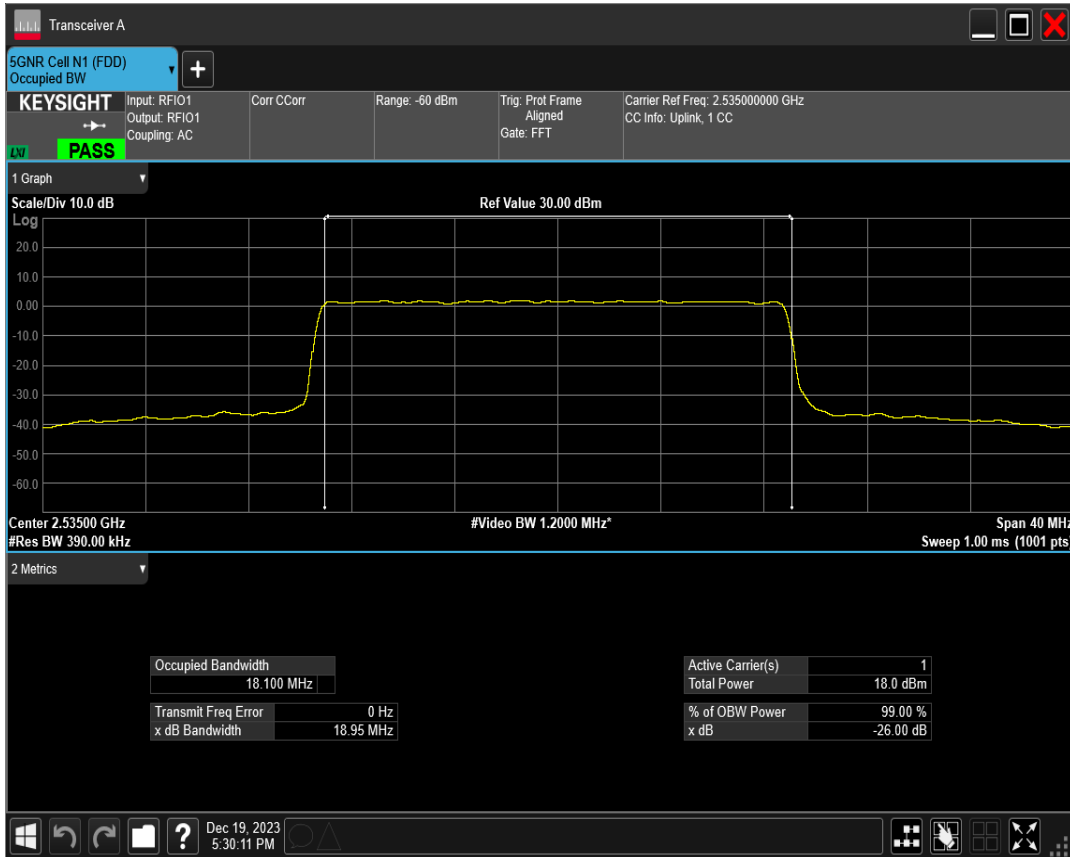 Transceiver A
5GNR Cell N1 (FDD)
Occupied BW
+
KEYSIGHT
LXI
PASS
Input: RFIO1
Output: RFIO1
Coupling: AC
Corr CCorr
Range: -60 dBm
Trig: Prot Frame
Aligned
Gate: FFT
Carrier Ref Freq: 2.535000000 GHz
CC Info: Uplink, 1 CC
1 Graph
Scale/Div 10.0 dB
Ref Value 30.00 dBm
Log
20.0
10.0
0.00
-10.0
-20.0
-30.0
-40.0
-50.0
-60.0
Center 2.53500 GHz
#Video BW 1.2000 MHz*
Span 40 MHz
#Res BW 390.00 kHz
Sweep 1.00 ms (1001 pts)
2 Metrics
Occupied Bandwidth
18.100 MHz
Transmit Freq Error 0 Hz
x dB Bandwidth 18.95 MHz
Active Carrier(s) 1
Total Power 18.0 dBm
% of OBW Power 99.00 %
x dB -26.00 dB
?
Dec 19, 2023
5:30:11 PM